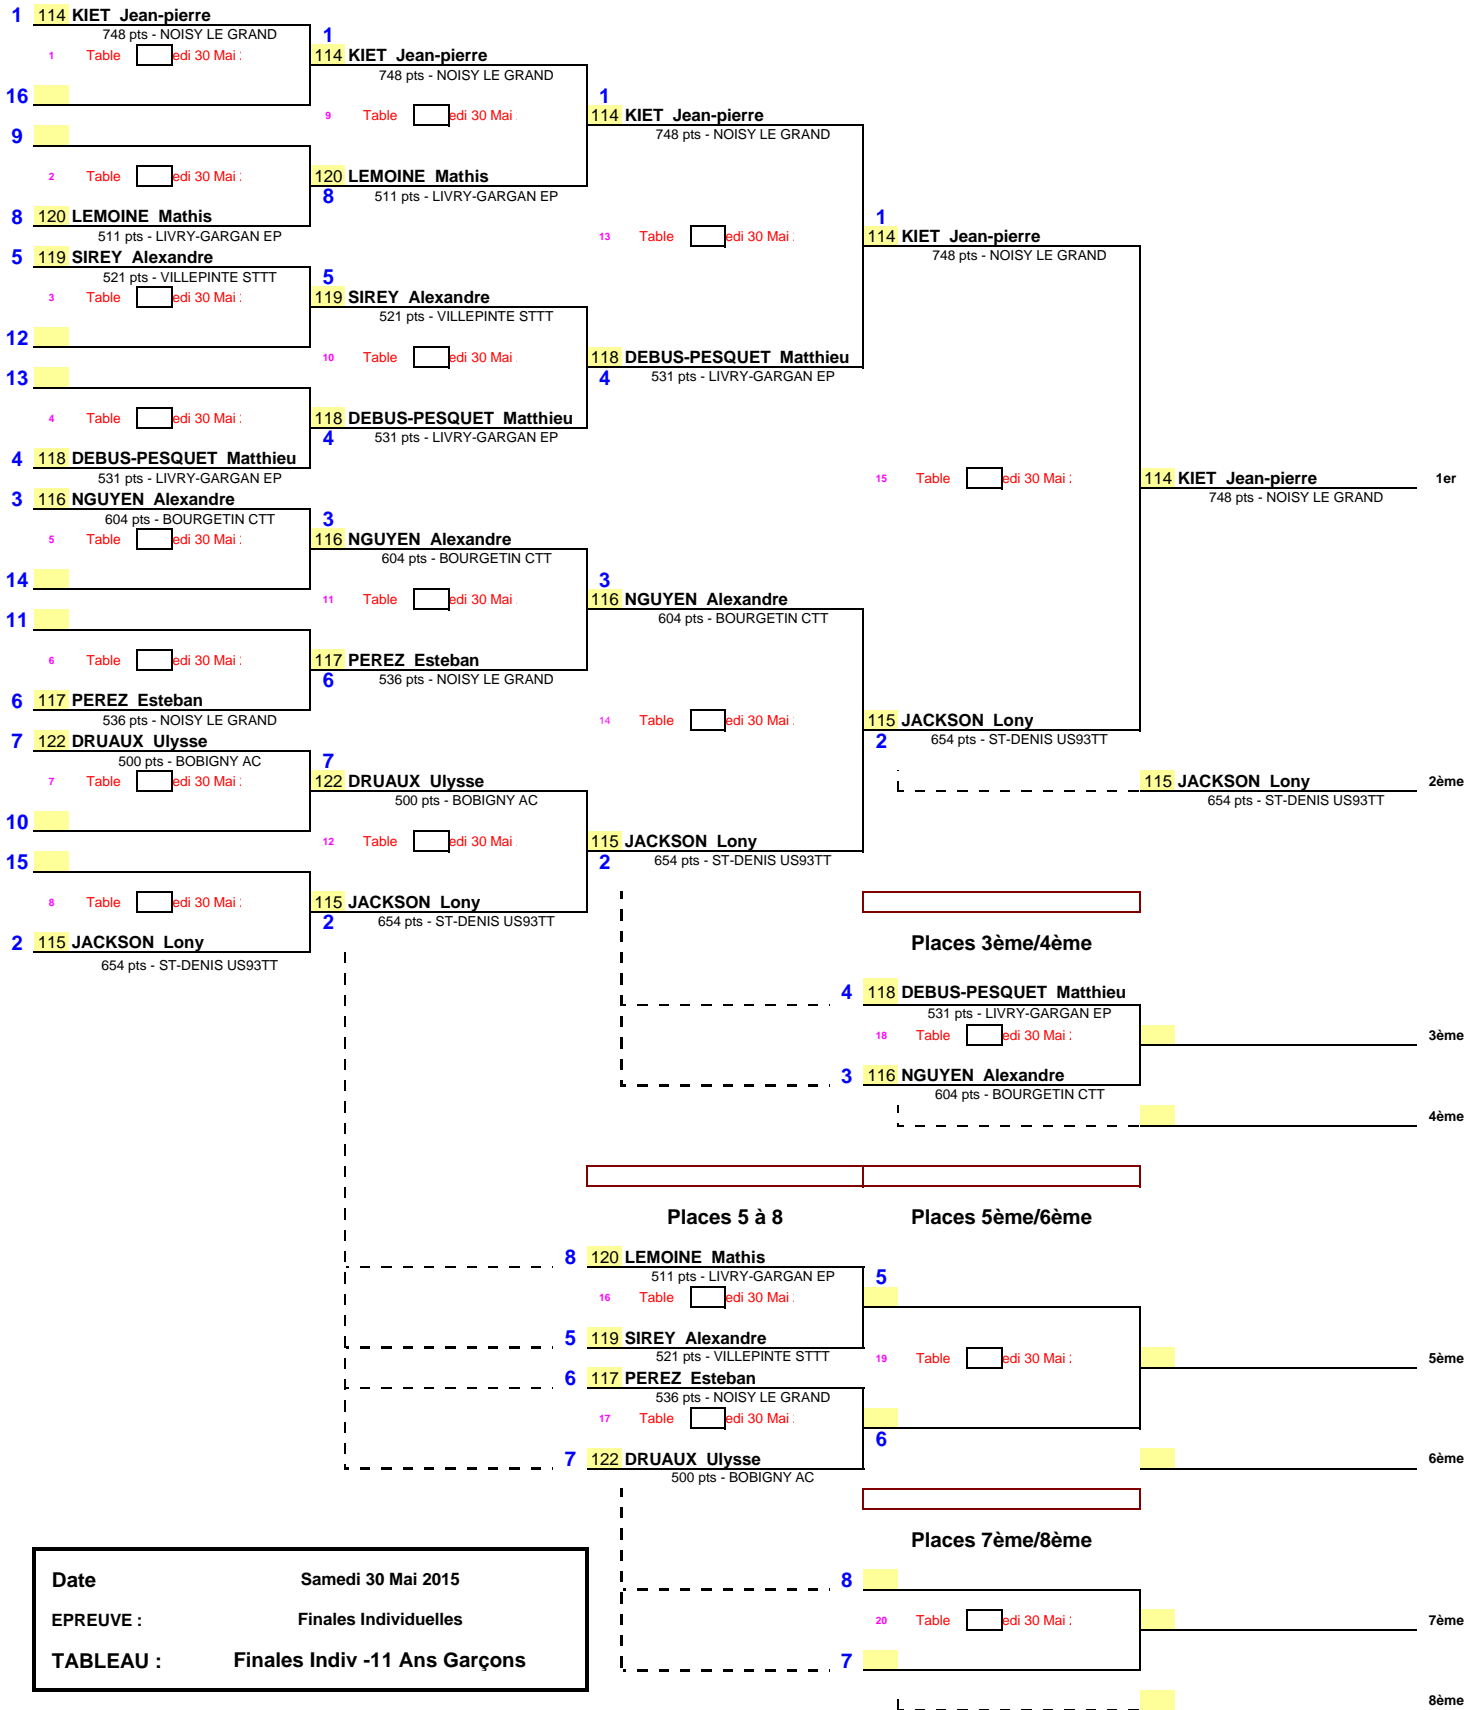 1 114 KIET Jean-pierre
748 pts - NOISY LE GRAND
1 Table edi 30 Mai
16
9
2 Table edi 30 Mai
8 120 LEMOINE Mathis
511 pts - LIVRY-GARGAN EP
5 119 SIREY Alexandre
521 pts - VILLEPINTE STTT
3 Table edi 30 Mai
12
13
4 Table edi 30 Mai
4 118 DEBUS-PESQUET Matthieu
531 pts - LIVRY-GARGAN EP
3 116 NGUYEN Alexandre
604 pts - BOURGETIN CTT
5 Table edi 30 Mai
14
11
6 Table edi 30 Mai
6 117 PEREZ Esteban
536 pts - NOISY LE GRAND
7 122 DRUAUX Ulysse
500 pts - BOBIGNY AC
7 Table edi 30 Mai
10
15
8 Table edi 30 Mai
2 115 JACKSON Lony
654 pts - ST-DENIS US93TT
1
114 KIET Jean-pierre
748 pts - NOISY LE GRAND
9 Table edi 30 Mai
120 LEMOINE Mathis
8 511 pts - LIVRY-GARGAN EP
5
119 SIREY Alexandre
521 pts - VILLEPINTE STTT
10 Table edi 30 Mai
118 DEBUS-PESQUET Matthieu
4 531 pts - LIVRY-GARGAN EP
3
116 NGUYEN Alexandre
604 pts - BOURGETIN CTT
11 Table edi 30 Mai
117 PEREZ Esteban
6 536 pts - NOISY LE GRAND
7
122 DRUAUX Ulysse
500 pts - BOBIGNY AC
12 Table edi 30 Mai
115 JACKSON Lony
2 654 pts - ST-DENIS US93TT
1
114 KIET Jean-pierre
748 pts - NOISY LE GRAND
13 Table edi 30 Mai
118 DEBUS-PESQUET Matthieu
4 531 pts - LIVRY-GARGAN EP
3
116 NGUYEN Alexandre
604 pts - BOURGETIN CTT
14 Table edi 30 Mai
115 JACKSON Lony
2 654 pts - ST-DENIS US93TT
1
114 KIET Jean-pierre
748 pts - NOISY LE GRAND
15 Table edi 30 Mai
115 JACKSON Lony
2 654 pts - ST-DENIS US93TT
114 KIET Jean-pierre 1er
748 pts - NOISY LE GRAND
115 JACKSON Lony 2ème
654 pts - ST-DENIS US93TT
Places 3ème/4ème
4 118 DEBUS-PESQUET Matthieu
531 pts - LIVRY-GARGAN EP
18 Table edi 30 Mai
3ème
3 116 NGUYEN Alexandre
604 pts - BOURGETIN CTT
4ème
Places 5 à 8
Places 5ème/6ème
8 120 LEMOINE Mathis
511 pts - LIVRY-GARGAN EP
16 Table edi 30 Mai
5 119 SIREY Alexandre
521 pts - VILLEPINTE STTT
6 117 PEREZ Esteban
536 pts - NOISY LE GRAND
17 Table edi 30 Mai
7 122 DRUAUX Ulysse
500 pts - BOBIGNY AC
5
19 Table edi 30 Mai
5ème
6
6ème
Places 7ème/8ème
8
20 Table edi 30 Mai
7ème
7
8ème
Date Samedi 30 Mai 2015
EPREUVE : Finales Individuelles
TABLEAU : Finales Indiv -11 Ans Garçons